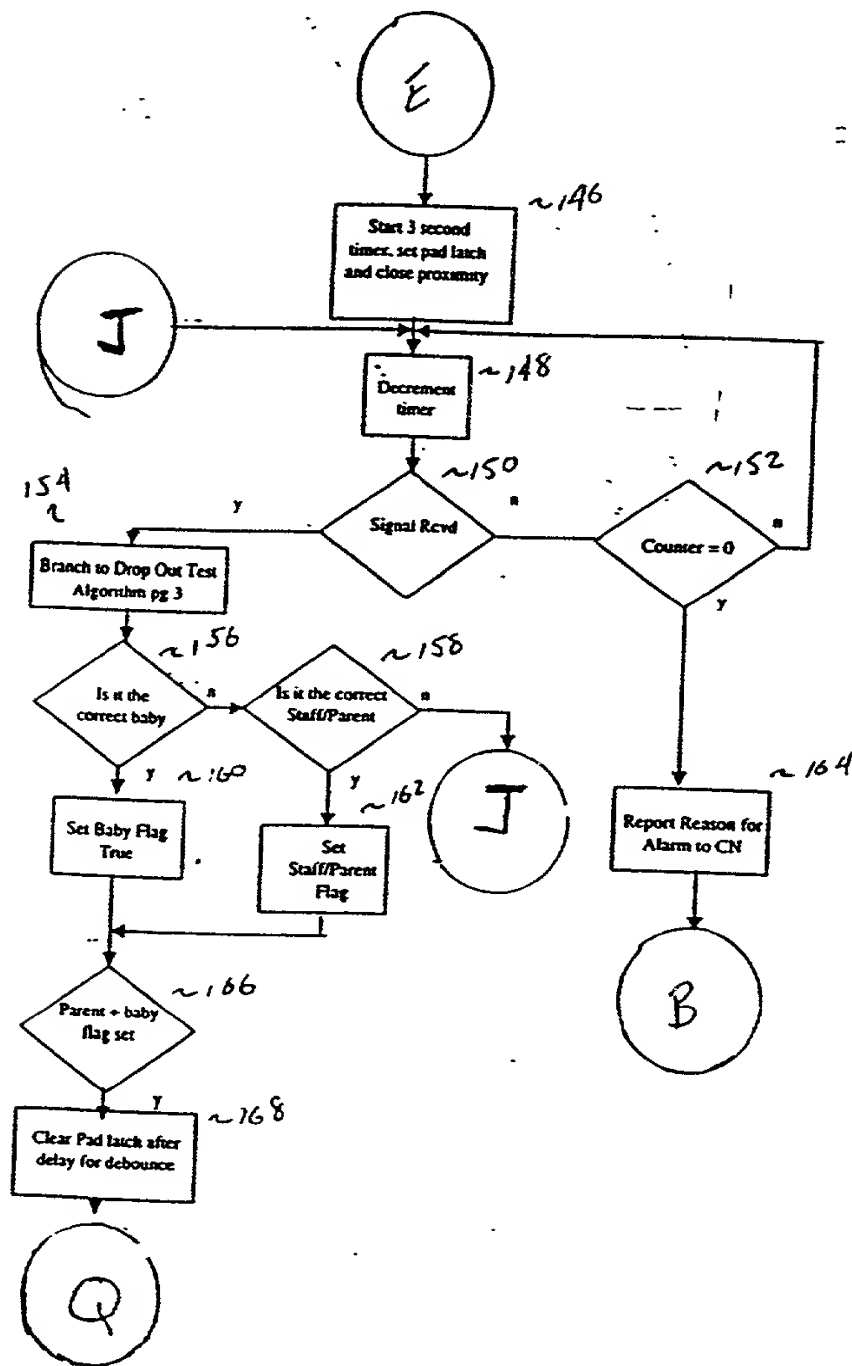 E
~146
Start 3 second
timer, set pad latch
and close proximity
J
~148
Decrement
timer
~150
~152
154
~
y
Signal Rcvd
n
Counter = 0
n
y
Branch to Drop Out Test
Algorithm pg 3
~156
~158
Is it the
correct baby
n
Is it the correct
Staff/Parent
n
y
~160
y
~162
J
~164
Set Baby Flag
True
Set
Staff/Parent
Flag
Report Reason for
Alarm to CN
~166
Parent + baby
flag set
B
y
~168
Clear Pad latch after
delay for debounce
Q